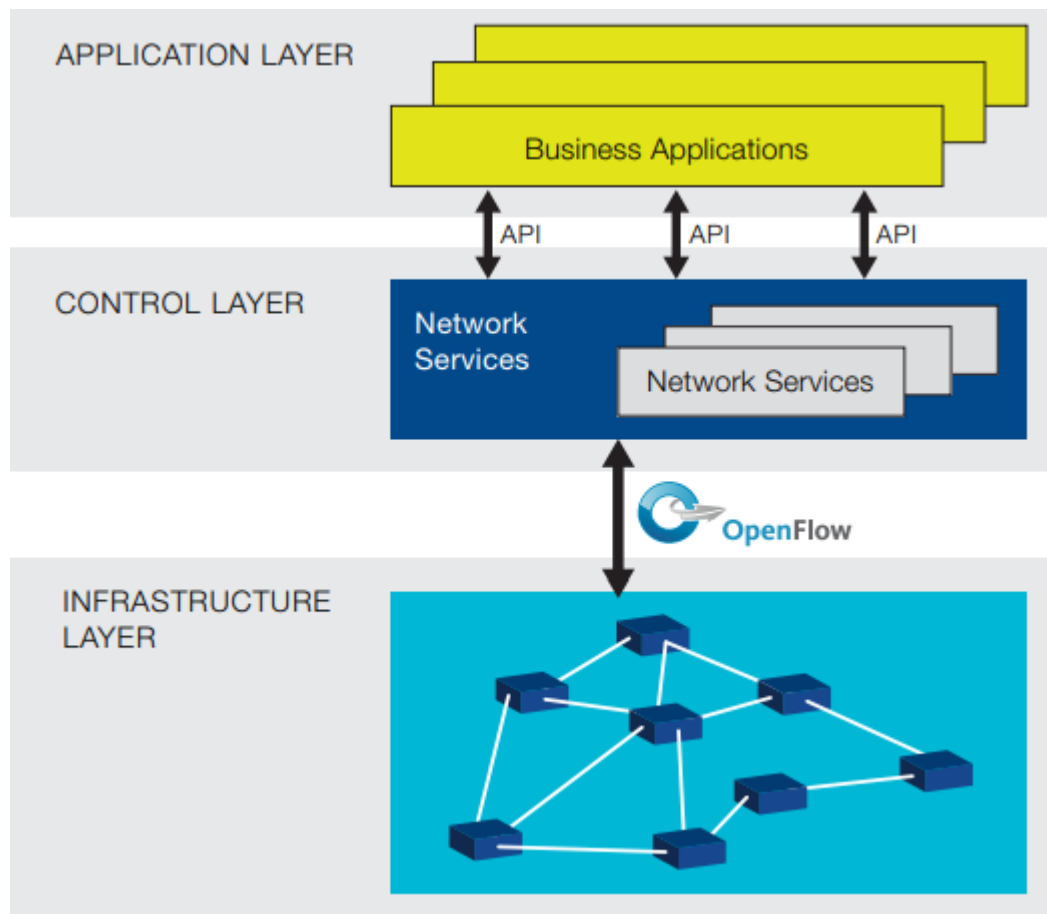 APPLICATION LAYER
Business Applications
API
API
API
CONTROL LAYER
Network
Services
Network Services
OpenFlow
INFRASTRUCTURE
LAYER